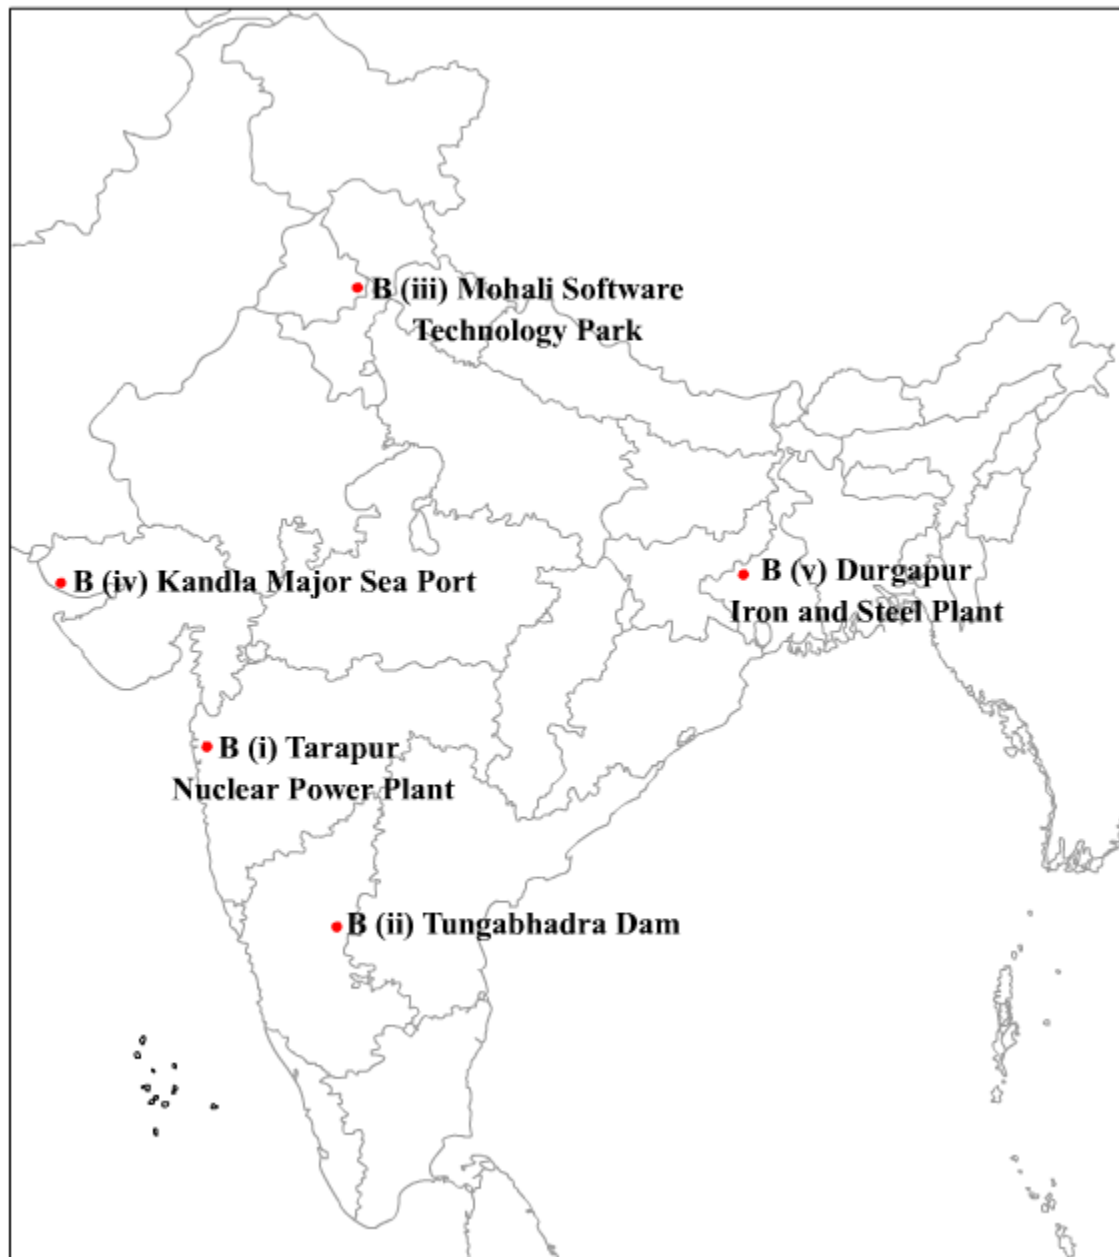 B (iii) Mohali Software
Technology Park
B (v) Durgapur
Iron and Steel Plant
B (iv) Kandla Major Sea Port
B (i) Tarapur
Nuclear Power Plant
B (ii) Tungabhadra Dam